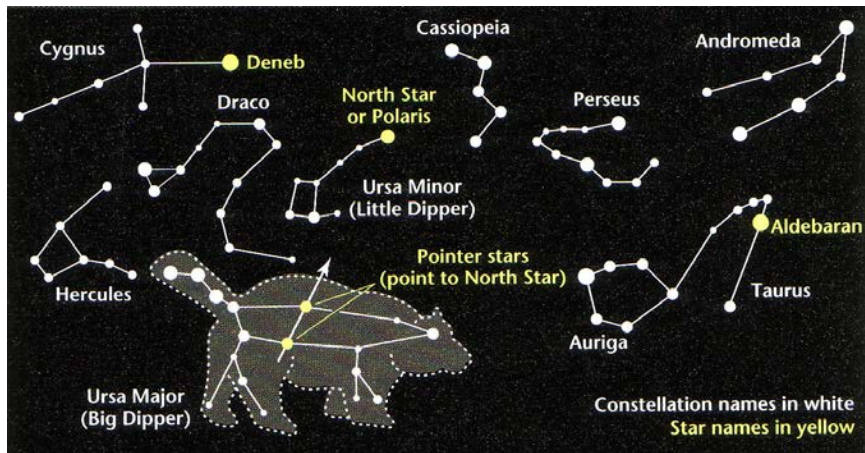 Cygnus
Deneb
Draco
North Star
or Polaris
Cassiopeia
Andromeda
Perseus
Ursa Minor
(Little Dipper)
Hercules
Pointer stars
(point to North Star)
Aldebaran
Taurus
Auriga
Ursa Major
(Big Dipper)
Constellation names in white
Star names in yellow